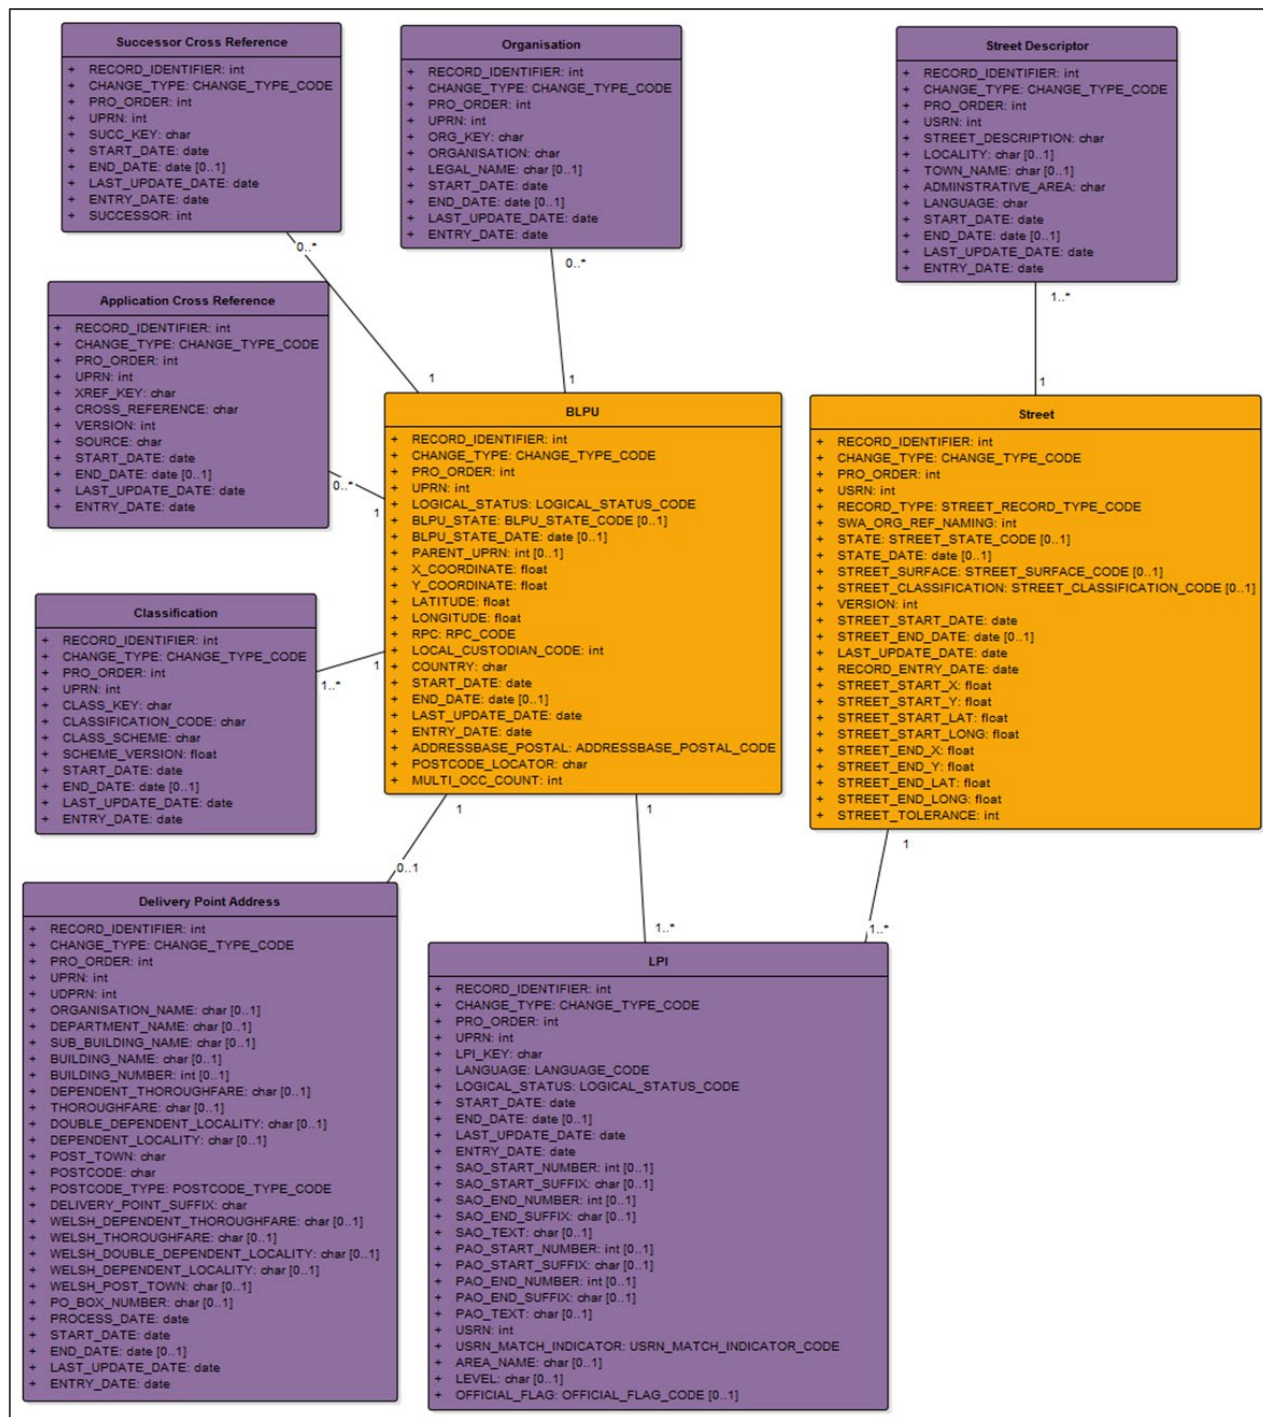 Successor Cross Reference
+ RECORD_IDENTIFIER: int
+ CHANGE_TYPE: CHANGE_TYPE_CODE
+ PRO_ORDER: int
+ UPRN: int
+ SUCC_KEY: char
+ START_DATE: date
+ END_DATE: date [0..1]
+ LAST_UPDATE_DATE: date
+ ENTRY_DATE: date
+ SUCCESSOR: int
0..*
1
Organisation
+ RECORD_IDENTIFIER: int
+ CHANGE_TYPE: CHANGE_TYPE_CODE
+ PRO_ORDER: int
+ UPRN: int
+ ORG_KEY: char
+ ORGANISATION: char
+ LEGAL_NAME: char [0..1]
+ START_DATE: date
+ END_DATE: date [0..1]
+ LAST_UPDATE_DATE: date
+ ENTRY_DATE: date
0..*
1
Street Descriptor
+ RECORD_IDENTIFIER: int
+ CHANGE_TYPE: CHANGE_TYPE_CODE
+ PRO_ORDER: int
+ USRN: int
+ STREET_DESCRIPTION: char
+ LOCALITY: char [0..1]
+ TOWN_NAME: char [0..1]
+ ADMINSTRATIVE_AREA: char
+ LANGUAGE: char
+ START_DATE: date
+ END_DATE: date [0..1]
+ LAST_UPDATE_DATE: date
+ ENTRY_DATE: date
1..*
1
Application Cross Reference
+ RECORD_IDENTIFIER: int
+ CHANGE_TYPE: CHANGE_TYPE_CODE
+ PRO_ORDER: int
+ UPRN: int
+ XREF_KEY: char
+ CROSS_REFERENCE: char
+ VERSION: int
+ SOURCE: char
+ START_DATE: date
+ END_DATE: date [0..1]
+ LAST_UPDATE_DATE: date
+ ENTRY_DATE: date
0..*
1
BLPU
+ RECORD_IDENTIFIER: int
+ CHANGE_TYPE: CHANGE_TYPE_CODE
+ PRO_ORDER: int
+ UPRN: int
+ LOGICAL_STATUS: LOGICAL_STATUS_CODE
+ BLPU_STATE: BLPU_STATE_CODE [0..1]
+ BLPU_STATE_DATE: date [0..1]
+ PARENT_UPRN: int [0..1]
+ X_COORDINATE: float
+ Y_COORDINATE: float
+ LATITUDE: float
+ LONGITUDE: float
+ RPC: RPC_CODE
+ LOCAL_CUSTODIAN_CODE: int
+ COUNTRY: char
+ START_DATE: date
+ END_DATE: date [0..1]
+ LAST_UPDATE_DATE: date
+ ENTRY_DATE: date
+ ADDRESSBASE_POSTAL: ADDRESSBASE_POSTAL_CODE
+ POSTCODE_LOCATOR: char
+ MULTI_OCC_COUNT: int
Street
+ RECORD_IDENTIFIER: int
+ CHANGE_TYPE: CHANGE_TYPE_CODE
+ PRO_ORDER: int
+ USRN: int
+ RECORD_TYPE: STREET_RECORD_TYPE_CODE
+ SWA_ORG_REF_NAMING: int
+ STATE: STREET_STATE_CODE [0..1]
+ STATE_DATE: date [0..1]
+ STREET_SURFACE: STREET_SURFACE_CODE [0..1]
+ STREET_CLASSIFICATION: STREET_CLASSIFICATION_CODE [0..1]
+ VERSION: int
+ STREET_START_DATE: date
+ STREET_END_DATE: date [0..1]
+ LAST_UPDATE_DATE: date
+ RECORD_ENTRY_DATE: date
+ STREET_START_X: float
+ STREET_START_Y: float
+ STREET_START_LAT: float
+ STREET_START_LONG: float
+ STREET_END_X: float
+ STREET_END_Y: float
+ STREET_END_LAT: float
+ STREET_END_LONG: float
+ STREET_TOLERANCE: int
Classification
+ RECORD_IDENTIFIER: int
+ CHANGE_TYPE: CHANGE_TYPE_CODE
+ PRO_ORDER: int
+ UPRN: int
+ CLASS_KEY: char
+ CLASSIFICATION_CODE: char
+ CLASS_SCHEME: char
+ SCHEME_VERSION: float
+ START_DATE: date
+ END_DATE: date [0..1]
+ LAST_UPDATE_DATE: date
+ ENTRY_DATE: date
1..*
1
1
0..1
1
1..*
1
1..*
Delivery Point Address
+ RECORD_IDENTIFIER: int
+ CHANGE_TYPE: CHANGE_TYPE_CODE
+ PRO_ORDER: int
+ UPRN: int
+ UDPRN: int
+ ORGANISATION_NAME: char [0..1]
+ DEPARTMENT_NAME: char [0..1]
+ SUB_BUILDING_NAME: char [0..1]
+ BUILDING_NAME: char [0..1]
+ BUILDING_NUMBER: int [0..1]
+ DEPENDENT_THOROUGHFARE: char [0..1]
+ THOROUGHFARE: char [0..1]
+ DOUBLE_DEPENDENT_LOCALITY: char [0..1]
+ DEPENDENT_LOCALITY: char [0..1]
+ POST_TOWN: char
+ POSTCODE: char
+ POSTCODE_TYPE: POSTCODE_TYPE_CODE
+ DELIVERY_POINT_SUFFIX: char
+ WELSH_DEPENDENT_THOROUGHFARE: char [0..1]
+ WELSH_THOROUGHFARE: char [0..1]
+ WELSH_DOUBLE_DEPENDENT_LOCALITY: char [0..1]
+ WELSH_DEPENDENT_LOCALITY: char [0..1]
+ WELSH_POST_TOWN: char [0..1]
+ PO_BOX_NUMBER: char [0..1]
+ PROCESS_DATE: date
+ START_DATE: date
+ END_DATE: date [0..1]
+ LAST_UPDATE_DATE: date
+ ENTRY_DATE: date
LPI
+ RECORD_IDENTIFIER: int
+ CHANGE_TYPE: CHANGE_TYPE_CODE
+ PRO_ORDER: int
+ UPRN: int
+ LPI_KEY: char
+ LANGUAGE: LANGUAGE_CODE
+ LOGICAL_STATUS: LOGICAL_STATUS_CODE
+ START_DATE: date
+ END_DATE: date [0..1]
+ LAST_UPDATE_DATE: date
+ ENTRY_DATE: date
+ SAO_START_NUMBER: int [0..1]
+ SAO_START_SUFFIX: char [0..1]
+ SAO_END_NUMBER: int [0..1]
+ SAO_END_SUFFIX: char [0..1]
+ SAO_TEXT: char [0..1]
+ PAO_START_NUMBER: int [0..1]
+ PAO_START_SUFFIX: char [0..1]
+ PAO_END_NUMBER: int [0..1]
+ PAO_END_SUFFIX: char [0..1]
+ PAO_TEXT: char [0..1]
+ USRN: int
+ USRN_MATCH_INDICATOR: USRN_MATCH_INDICATOR_CODE
+ AREA_NAME: char [0..1]
+ LEVEL: char [0..1]
+ OFFICIAL_FLAG: OFFICIAL_FLAG_CODE [0..1]